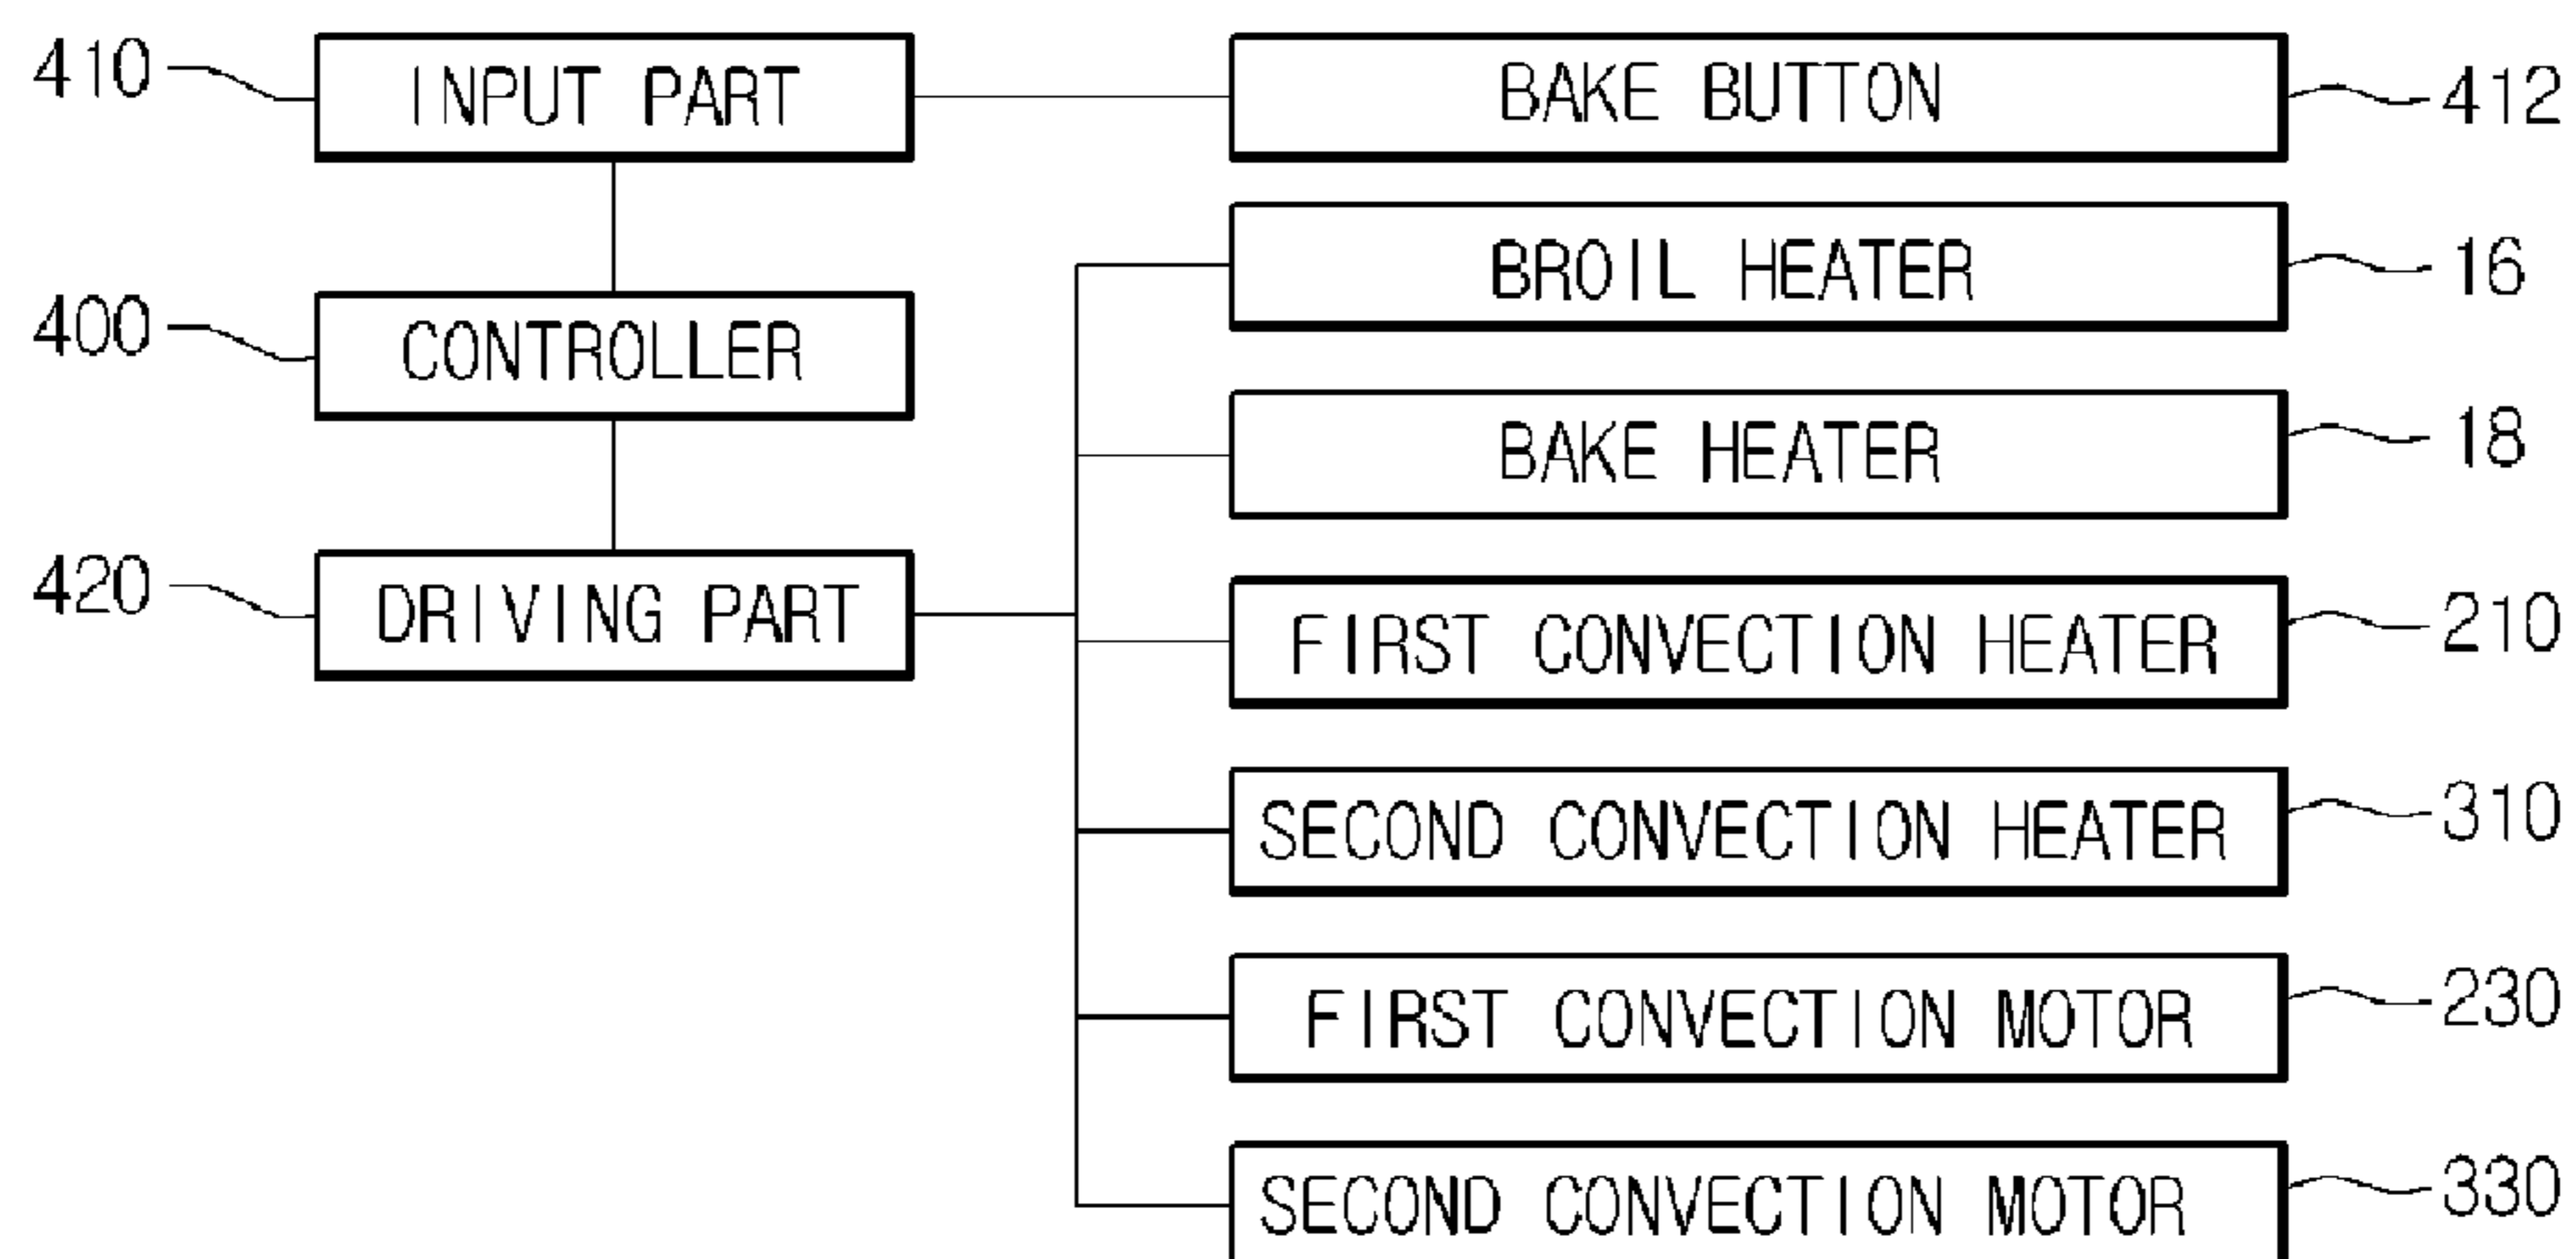 410 INPUT PART BAKE BUTTON 412
BROIL HEATER 16
400 CONTROLLER
BAKE HEATER 18
420 DRIVING PART FIRST CONVECTION HEATER 210
SECOND CONVECTION HEATER 310
FIRST CONVECTION MOTOR 230
SECOND CONVECTION MOTOR 330